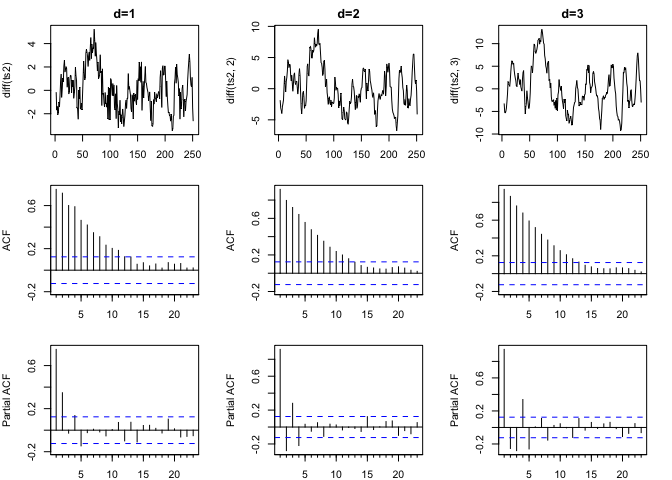 d=1 d=2 d=3
diff(ts2)
-2 0 2 4
0 50 100 150 200 250
diff(ts2, 2)
-5 0 5 10
0 50 100 150 200 250
diff(ts2, 3)
-10 -5 0 5 10
0 50 100 150 200 250
ACF
-0.2 0.2 0.6
5 10 15 20
ACF
-0.2 0.2 0.6
5 10 15 20
ACF
-0.2 0.2 0.6
5 10 15 20
Partial ACF
-0.2 0.2 0.6
5 10 15 20
Partial ACF
-0.2 0.2 0.6
5 10 15 20
Partial ACF
-0.2 0.2 0.6
5 10 15 20